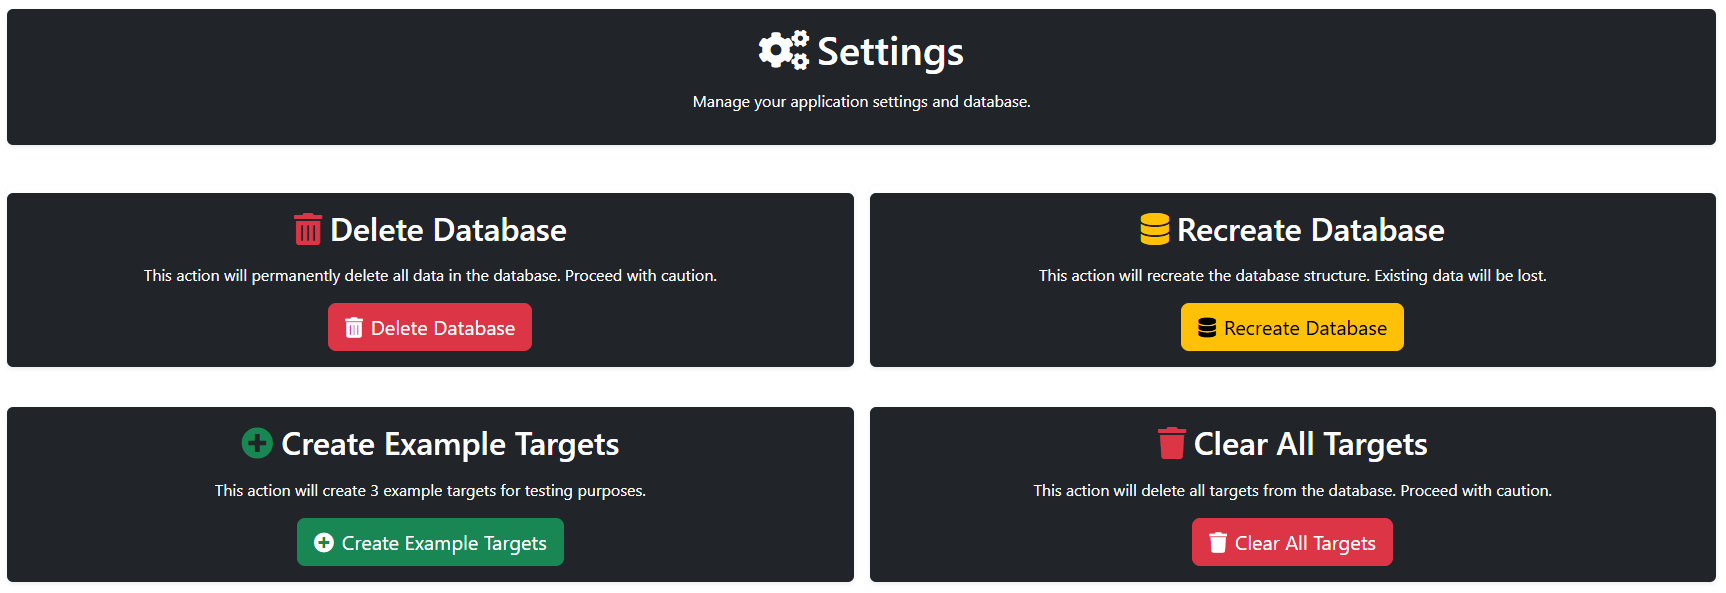 Settings
Manage your application settings and database.
Delete Database
This action will permanently delete all data in the database. Proceed with caution.
Delete Database
Recreate Database
This action will recreate the database structure. Existing data will be lost.
Recreate Database
Create Example Targets
This action will create 3 example targets for testing purposes.
Create Example Targets
Clear All Targets
This action will delete all targets from the database. Proceed with caution.
Clear All Targets